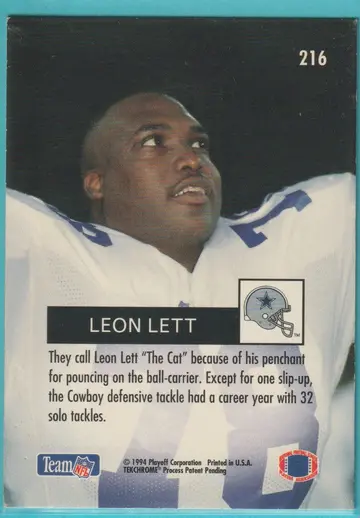 216
LEON LETT
TM
They call Leon Lett "The Cat" because of his penchant
for pouncing on the ball-carrier. Except for one slip-up,
the Cowboy defensive tackle had a career year with 32
solo tackles.
Team NFL
© 1994 Playoff Corporation Printed in U.S.A.
TEKCHROME® Process Patent Pending